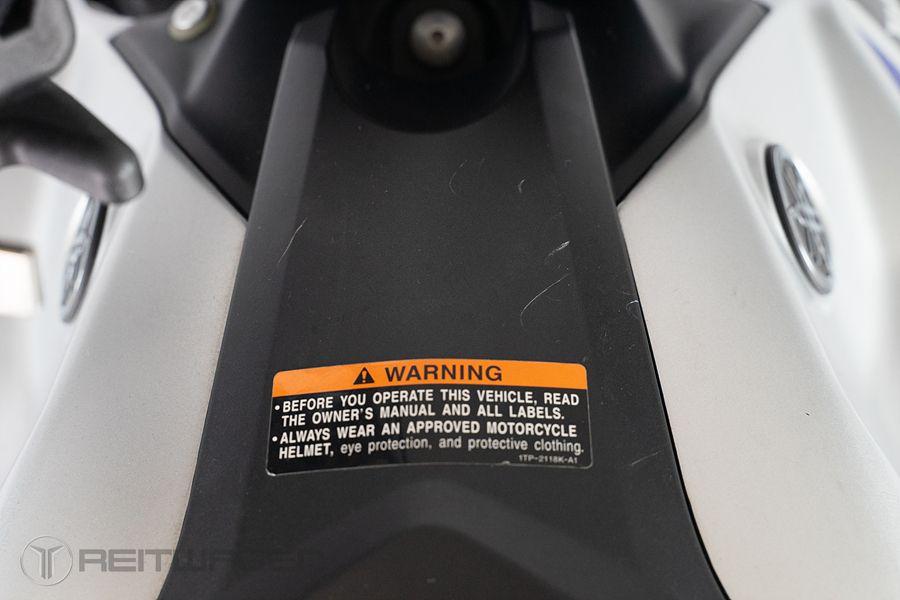 WARNING
• BEFORE YOU OPERATE THIS VEHICLE, READ
THE OWNER'S MANUAL AND ALL LABELS.
• ALWAYS WEAR AN APPROVED MOTORCYCLE
HELMET, eye protection, and protective clothing.
1TP-2118K-A1
REITWAGEN